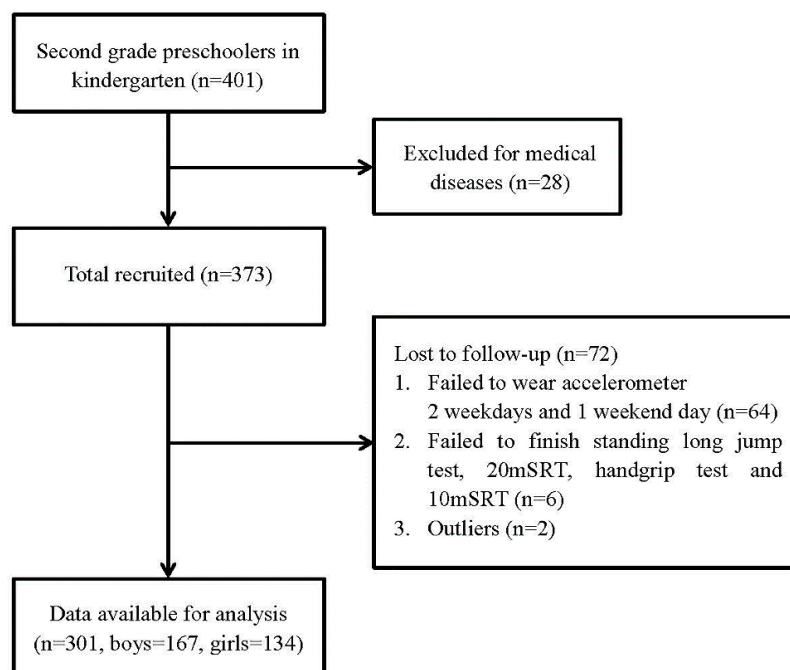 Second grade preschoolers in
kindergarten (n=401)
Excluded for medical
diseases (n=28)
Total recruited (n=373)
Lost to follow-up (n=72)
1. Failed to wear accelerometer
2 weekdays and 1 weekend day (n=64)
2. Failed to finish standing long jump
test, 20mSRT, handgrip test and
10mSRT (n=6)
3. Outliers (n=2)
Data available for analysis
(n=301, boys=167, girls=134)